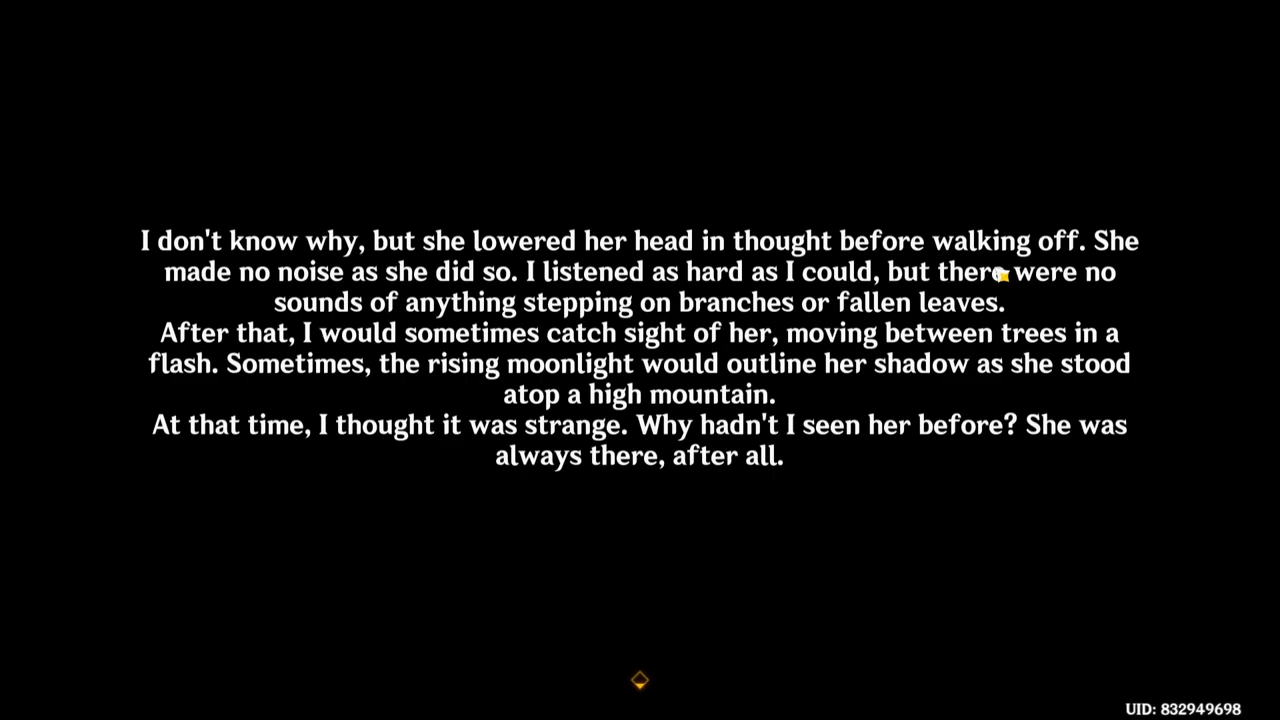 I don't know why, but she lowered her head in thought before walking off. She
made no noise as she did so. I listened as hard as I could, but there were no
sounds of anything stepping on branches or fallen leaves.
After that, I would sometimes catch sight of her, moving between trees in a
flash. Sometimes, the rising moonlight would outline her shadow as she stood
atop a high mountain.
At that time, I thought it was strange. Why hadn't I seen her before? She was
always there, after all.
UID: 832949698